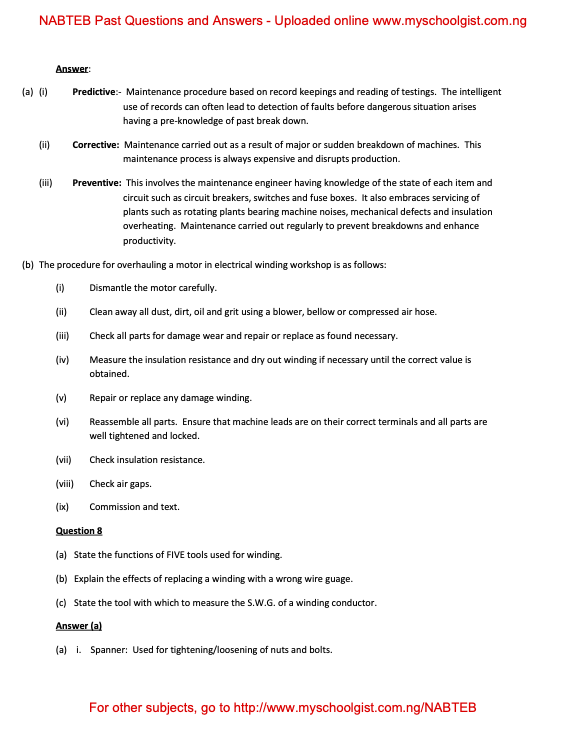 NABTEB Past Questions and Answers - Uploaded online www.myschoolgist.com.ng
Answer:
(a) (i) Predictive:- Maintenance procedure based on record keepings and reading of testings. The intelligent
use of records can often lead to detection of faults before dangerous situation arises
having a pre-knowledge of past break down.
(ii) Corrective: Maintenance carried out as a result of major or sudden breakdown of machines. This
maintenance process is always expensive and disrupts production.
(iii) Preventive: This involves the maintenance engineer having knowledge of the state of each item and
circuit such as circuit breakers, switches and fuse boxes. It also embraces servicing of
plants such as rotating plants bearing machine noises, mechanical defects and insulation
overheating. Maintenance carried out regularly to prevent breakdowns and enhance
productivity.
(b) The procedure for overhauling a motor in electrical winding workshop is as follows:
(i) Dismantle the motor carefully.
(ii) Clean away all dust, dirt, oil and grit using a blower, bellow or compressed air hose.
(iii) Check all parts for damage wear and repair or replace as found necessary.
(iv) Measure the insulation resistance and dry out winding if necessary until the correct value is
obtained.
(v) Repair or replace any damage winding.
(vi) Reassemble all parts. Ensure that machine leads are on their correct terminals and all parts are
well tightened and locked.
(vii) Check insulation resistance.
(viii) Check air gaps.
(ix) Commission and text.
Question 8
(a) State the functions of FIVE tools used for winding.
(b) Explain the effects of replacing a winding with a wrong wire guage.
(c) State the tool with which to measure the S.W.G. of a winding conductor.
Answer (a)
(a) i. Spanner: Used for tightening/loosening of nuts and bolts.
For other subjects, go to http://www.myschoolgist.com.ng/NABTEB